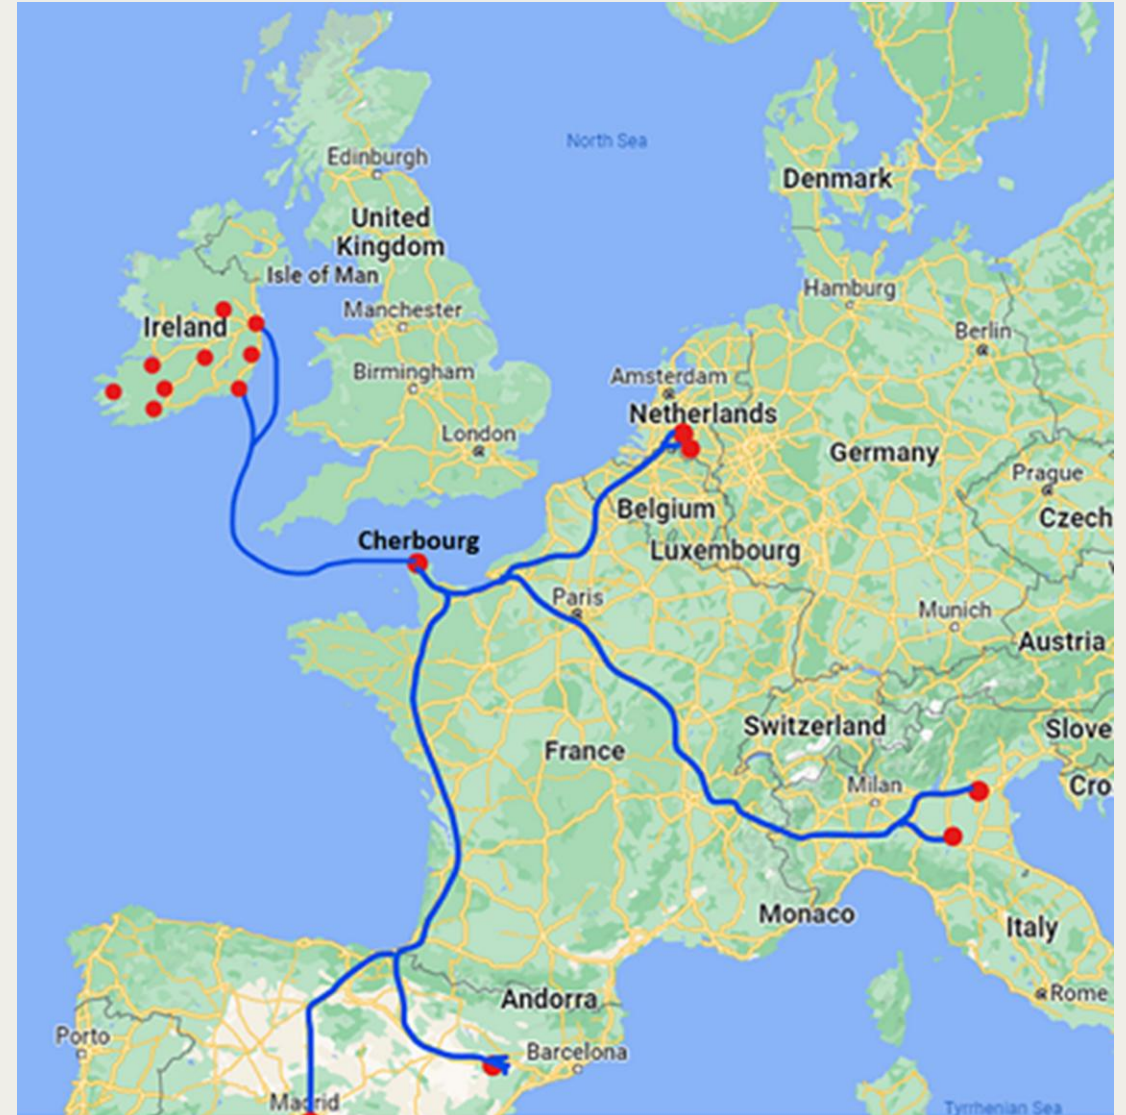 North Sea
Edinburgh
Denmark
United
Kingdom
Isle of Man
Hamburg
Manchester
Ireland
Berlin
Birmingham
Amsterdam
Netherlands
London
Germany
Prague
Belgium
Czech
Cherbourg
Luxembourg
Paris
Munich
Austria
Switzerland
Slove
France
Milan
Cro
Monaco
Italy
Andorra
Rome
Porto
Barcelona
Madrid
Tyrrhenian Sea